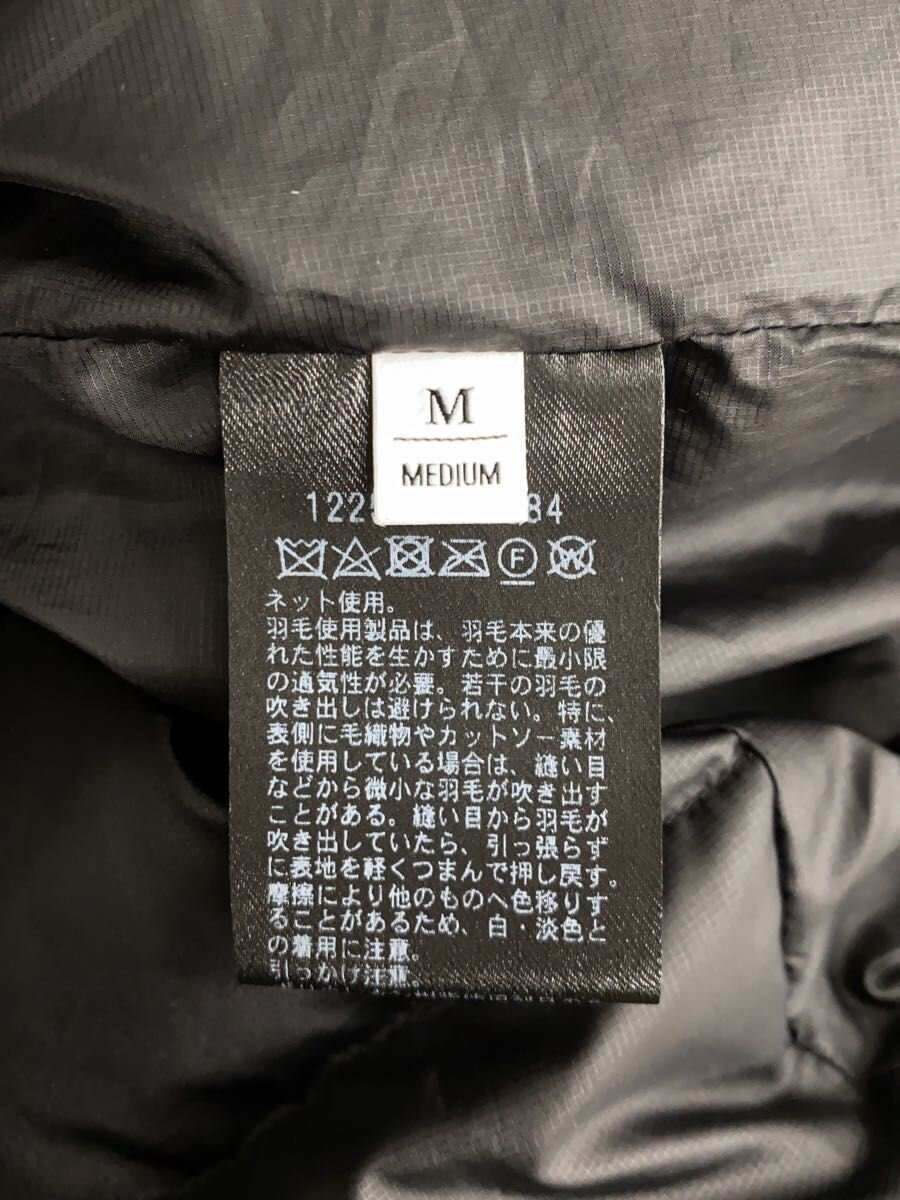 M
MEDIUM
122
84
F
W
ネット使用。
羽毛使用製品は、羽毛本来の優
れた性能を生かすために最小限
の通気性が必要。若干の羽毛の
吹き出しは避けられない。特に、
表側に毛織物やカットソー素材
を使用している場合は、縫い目
などから微小な羽毛が吹き出す
ことがある。縫い目から羽毛が
吹き出していたら、引っ張らず
に表地を軽くつまんで押し戻す。
摩擦により他のものへ色移りす
ることがあるため、白・淡色と
の着用に注意。
引っかけ注意。